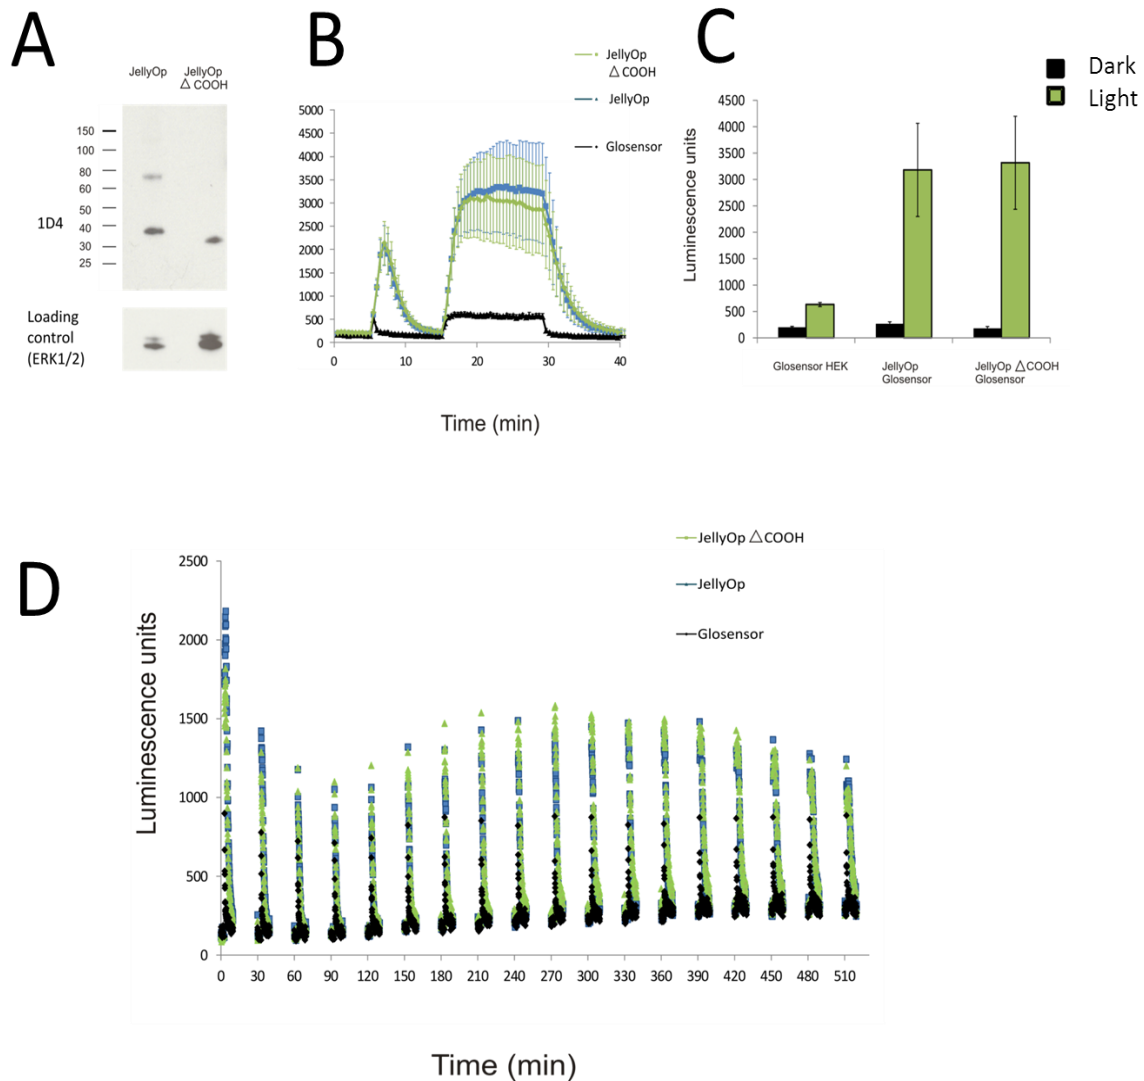 A
JellyOp
JellyOp
△ COOH
150
100
80
60
50
40
30
25
1D4
Loading
control
(ERK1/2)
B
JellyOp
△ COOH
JellyOp
Glosensor
5000
4500
4000
3500
3000
2500
2000
1500
1000
500
0
0
10
20
30
40
Time (min)
C
Dark
Light
Luminescence units
4500
4000
3500
3000
2500
2000
1500
1000
500
0
Glosensor HEK
JellyOp
Glosensor
JellyOp △COOH
Glosensor
D
JellyOp △COOH
JellyOp
Glosensor
Luminescence units
2500
2000
1500
1000
500
0
0
30
60
90
120
150
180
210
240
270
300
330
360
390
420
450
480
510
Time (min)